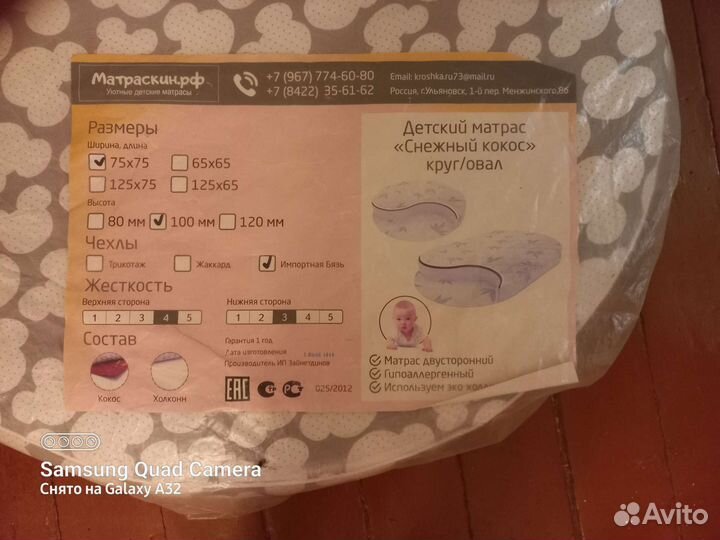 Матраскин.рф
Уютные детские матрасы
+7 (967) 774-60-80
+7 (8422) 35-61-62
Email: kroshka.ru73@mail.ru
Россия, г.Ульяновск, 1-й пер. Менжинского,8б
Размеры
Ширина, длина
75x75 65x65
125x75 125x65
Высота
80 мм 100 мм 120 мм
Чехлы
Трикотаж Жаккард Импортная Бязь
Жесткость
Верхняя сторона Нижняя сторона
1 2 3 4 5 1 2 3 4 5
Состав
Кокос Холкон
Гарантия 1 год
Дата изготовления
Производитель ИП Зайнетдинов
EAC 025/2012
Детский матрас
«Снежный кокос»
круг/овал
Матрас двусторонний
Гипоаллергенный
Используем эко
Samsung Quad Camera
Снято на Galaxy A32
Avito